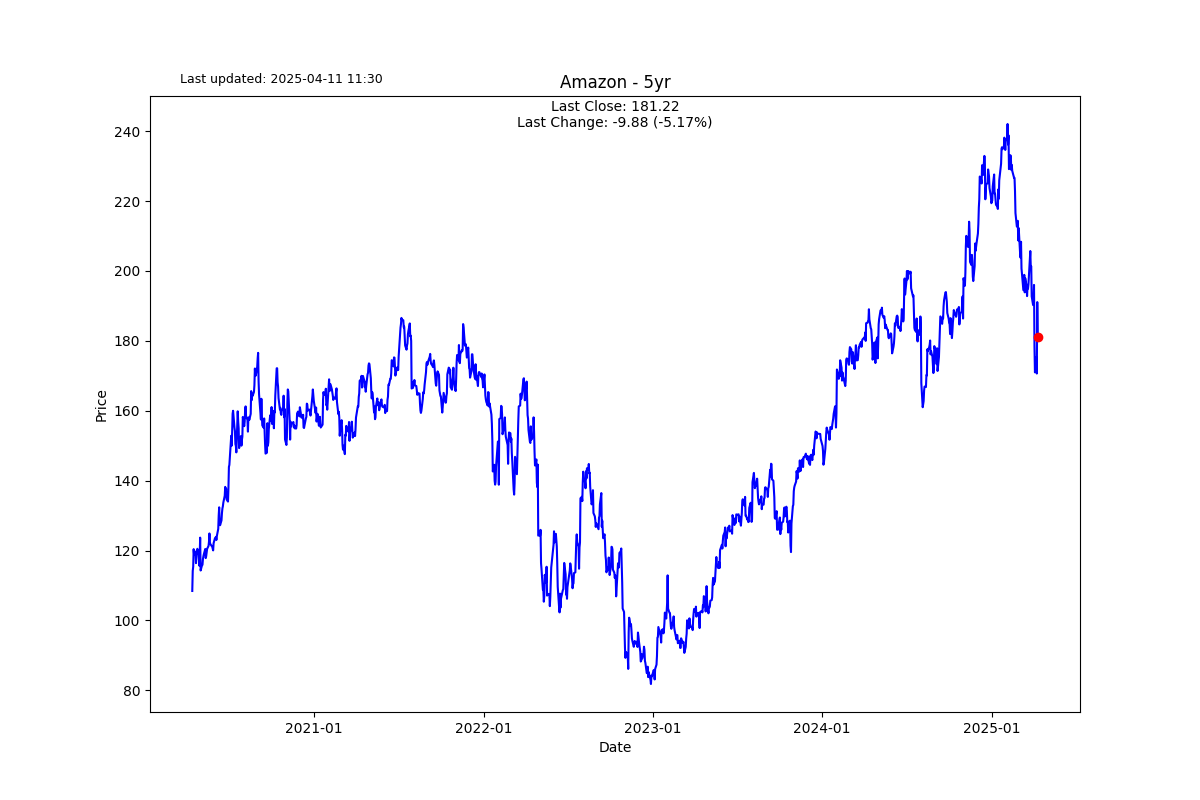 Last updated: 2025-04-11 11:30
Amazon - 5yr
Last Close: 181.22
Last Change: -9.88 (-5.17%)
240
220
200
180
160
140
120
100
80
Price
2021-01
2022-01
2023-01
2024-01
2025-01
Date